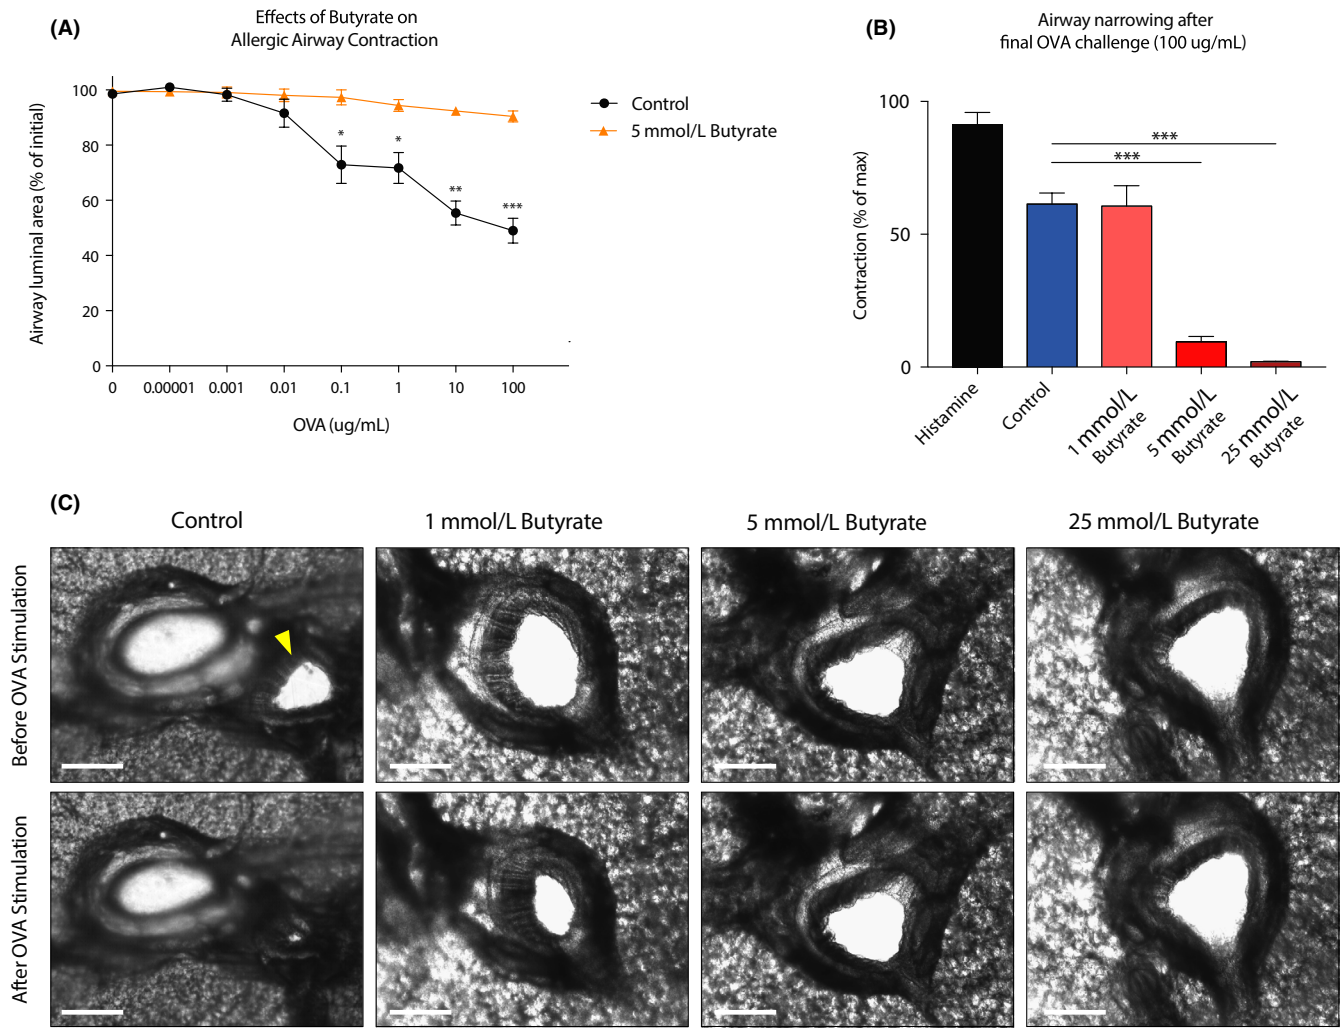 (A)
Effects of Butyrate on
Allergic Airway Contraction
Airway luminal area (% of initial)
100
80
60
40
20
0
*
*
**
***
0
0.00001
0.001
0.01
0.1
1
10
100
OVA (ug/mL)
Control
5 mmol/L Butyrate
(B)
Airway narrowing after
final OVA challenge (100 ug/mL)
Contraction (% of max)
100
50
0
***
***
Histamine
Control
1 mmol/L
Butyrate
5 mmol/L
Butyrate
25 mmol/L
Butyrate
(C)
Control
1 mmol/L Butyrate
5 mmol/L Butyrate
25 mmol/L Butyrate
Before OVA Stimulation
After OVA Stimulation